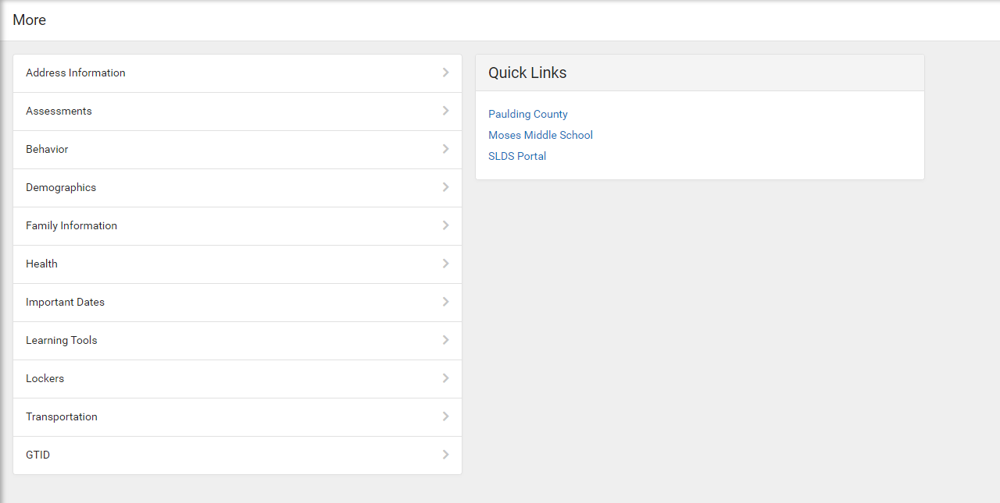 More
Address Information
Assessments
Behavior
Demographics
Family Information
Health
Important Dates
Learning Tools
Lockers
Transportation
GTID
Quick Links
Paulding County
Moses Middle School
SLDS Portal